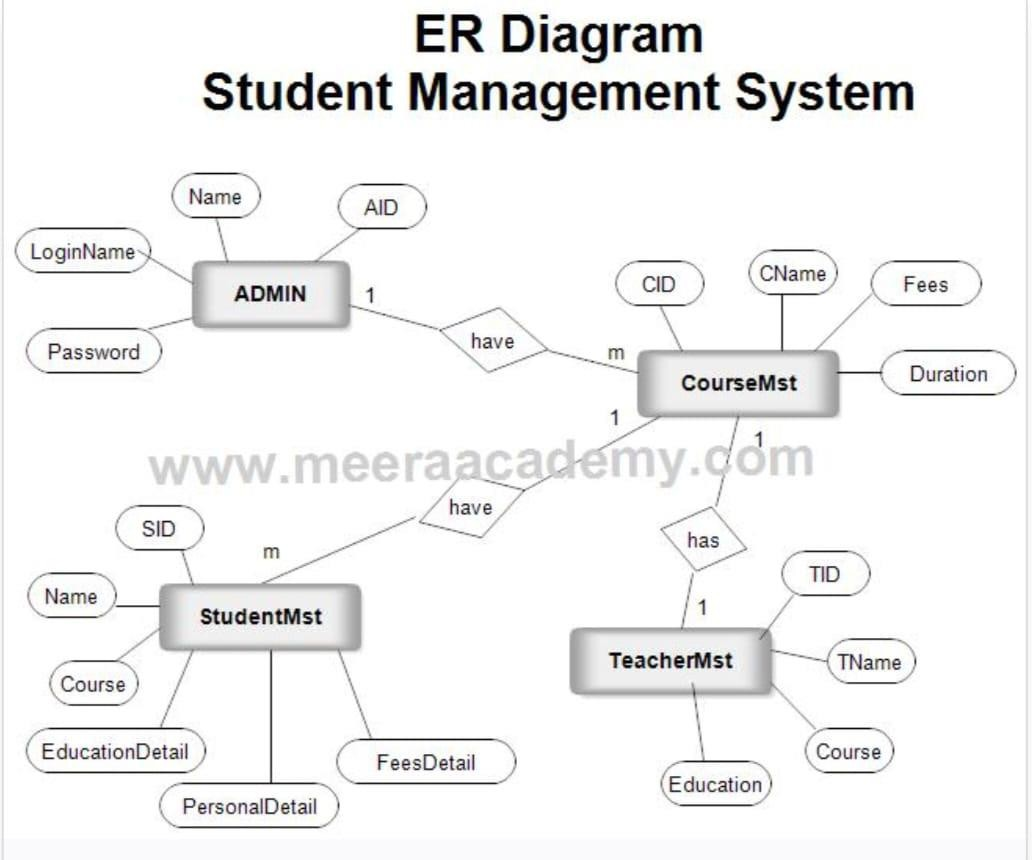 ER Diagram
Student Management System
Name
AID
LoginName
ADMIN
1
Password
have
m
CID
CName
Fees
CourseMst
Duration
1
1
www.meeraacademy.com
have
has
m
1
SID
Name
StudentMst
Course
EducationDetail
PersonalDetail
FeesDetail
TID
TeacherMst
TName
Course
Education